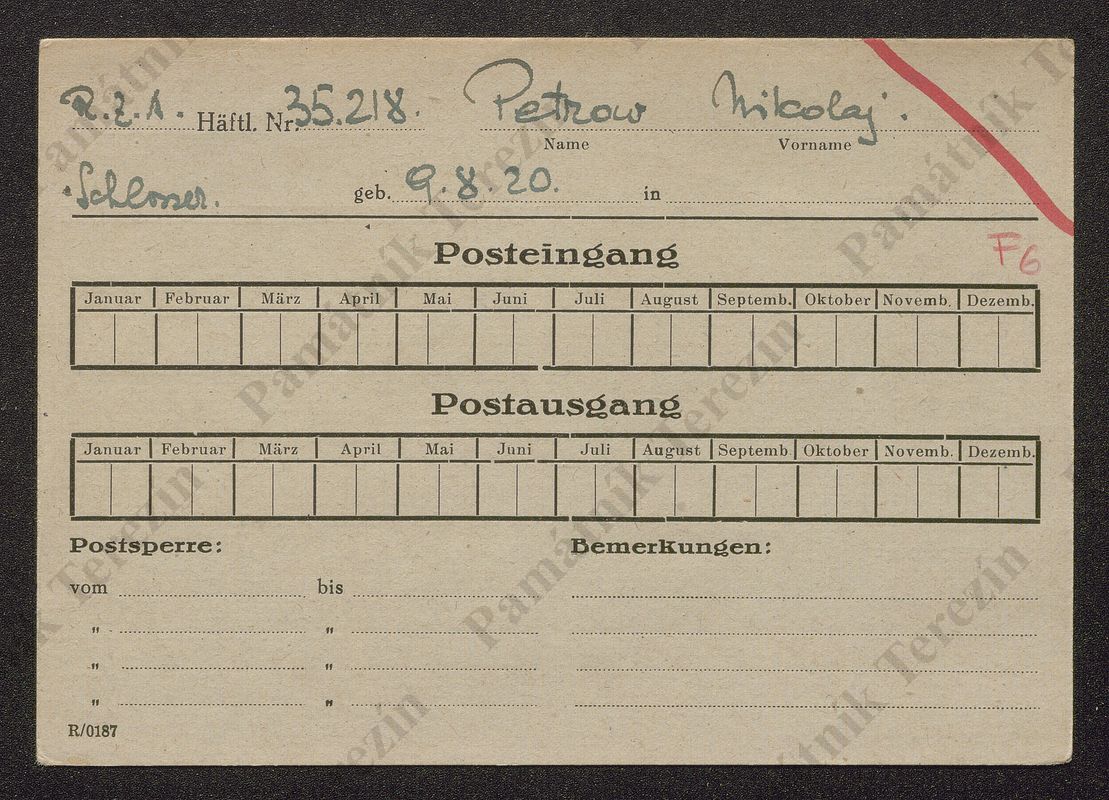 R.Z.A. Häftl. Nr. 35.218. Petrow Nikolaj.
Name Vorname
Schlosser. geb. 9.8.20. in
F6
Posteingang
Januar Februar März April Mai Juni Juli August Septemb. Oktober Novemb. Dezemb.
Postausgang
Januar Februar März April Mai Juni Juli August Septemb Oktober Novemb. Dezemb.
Postsperre: Bemerkungen:
vom bis
" "
" "
" "
R/0187
Památník Terezín